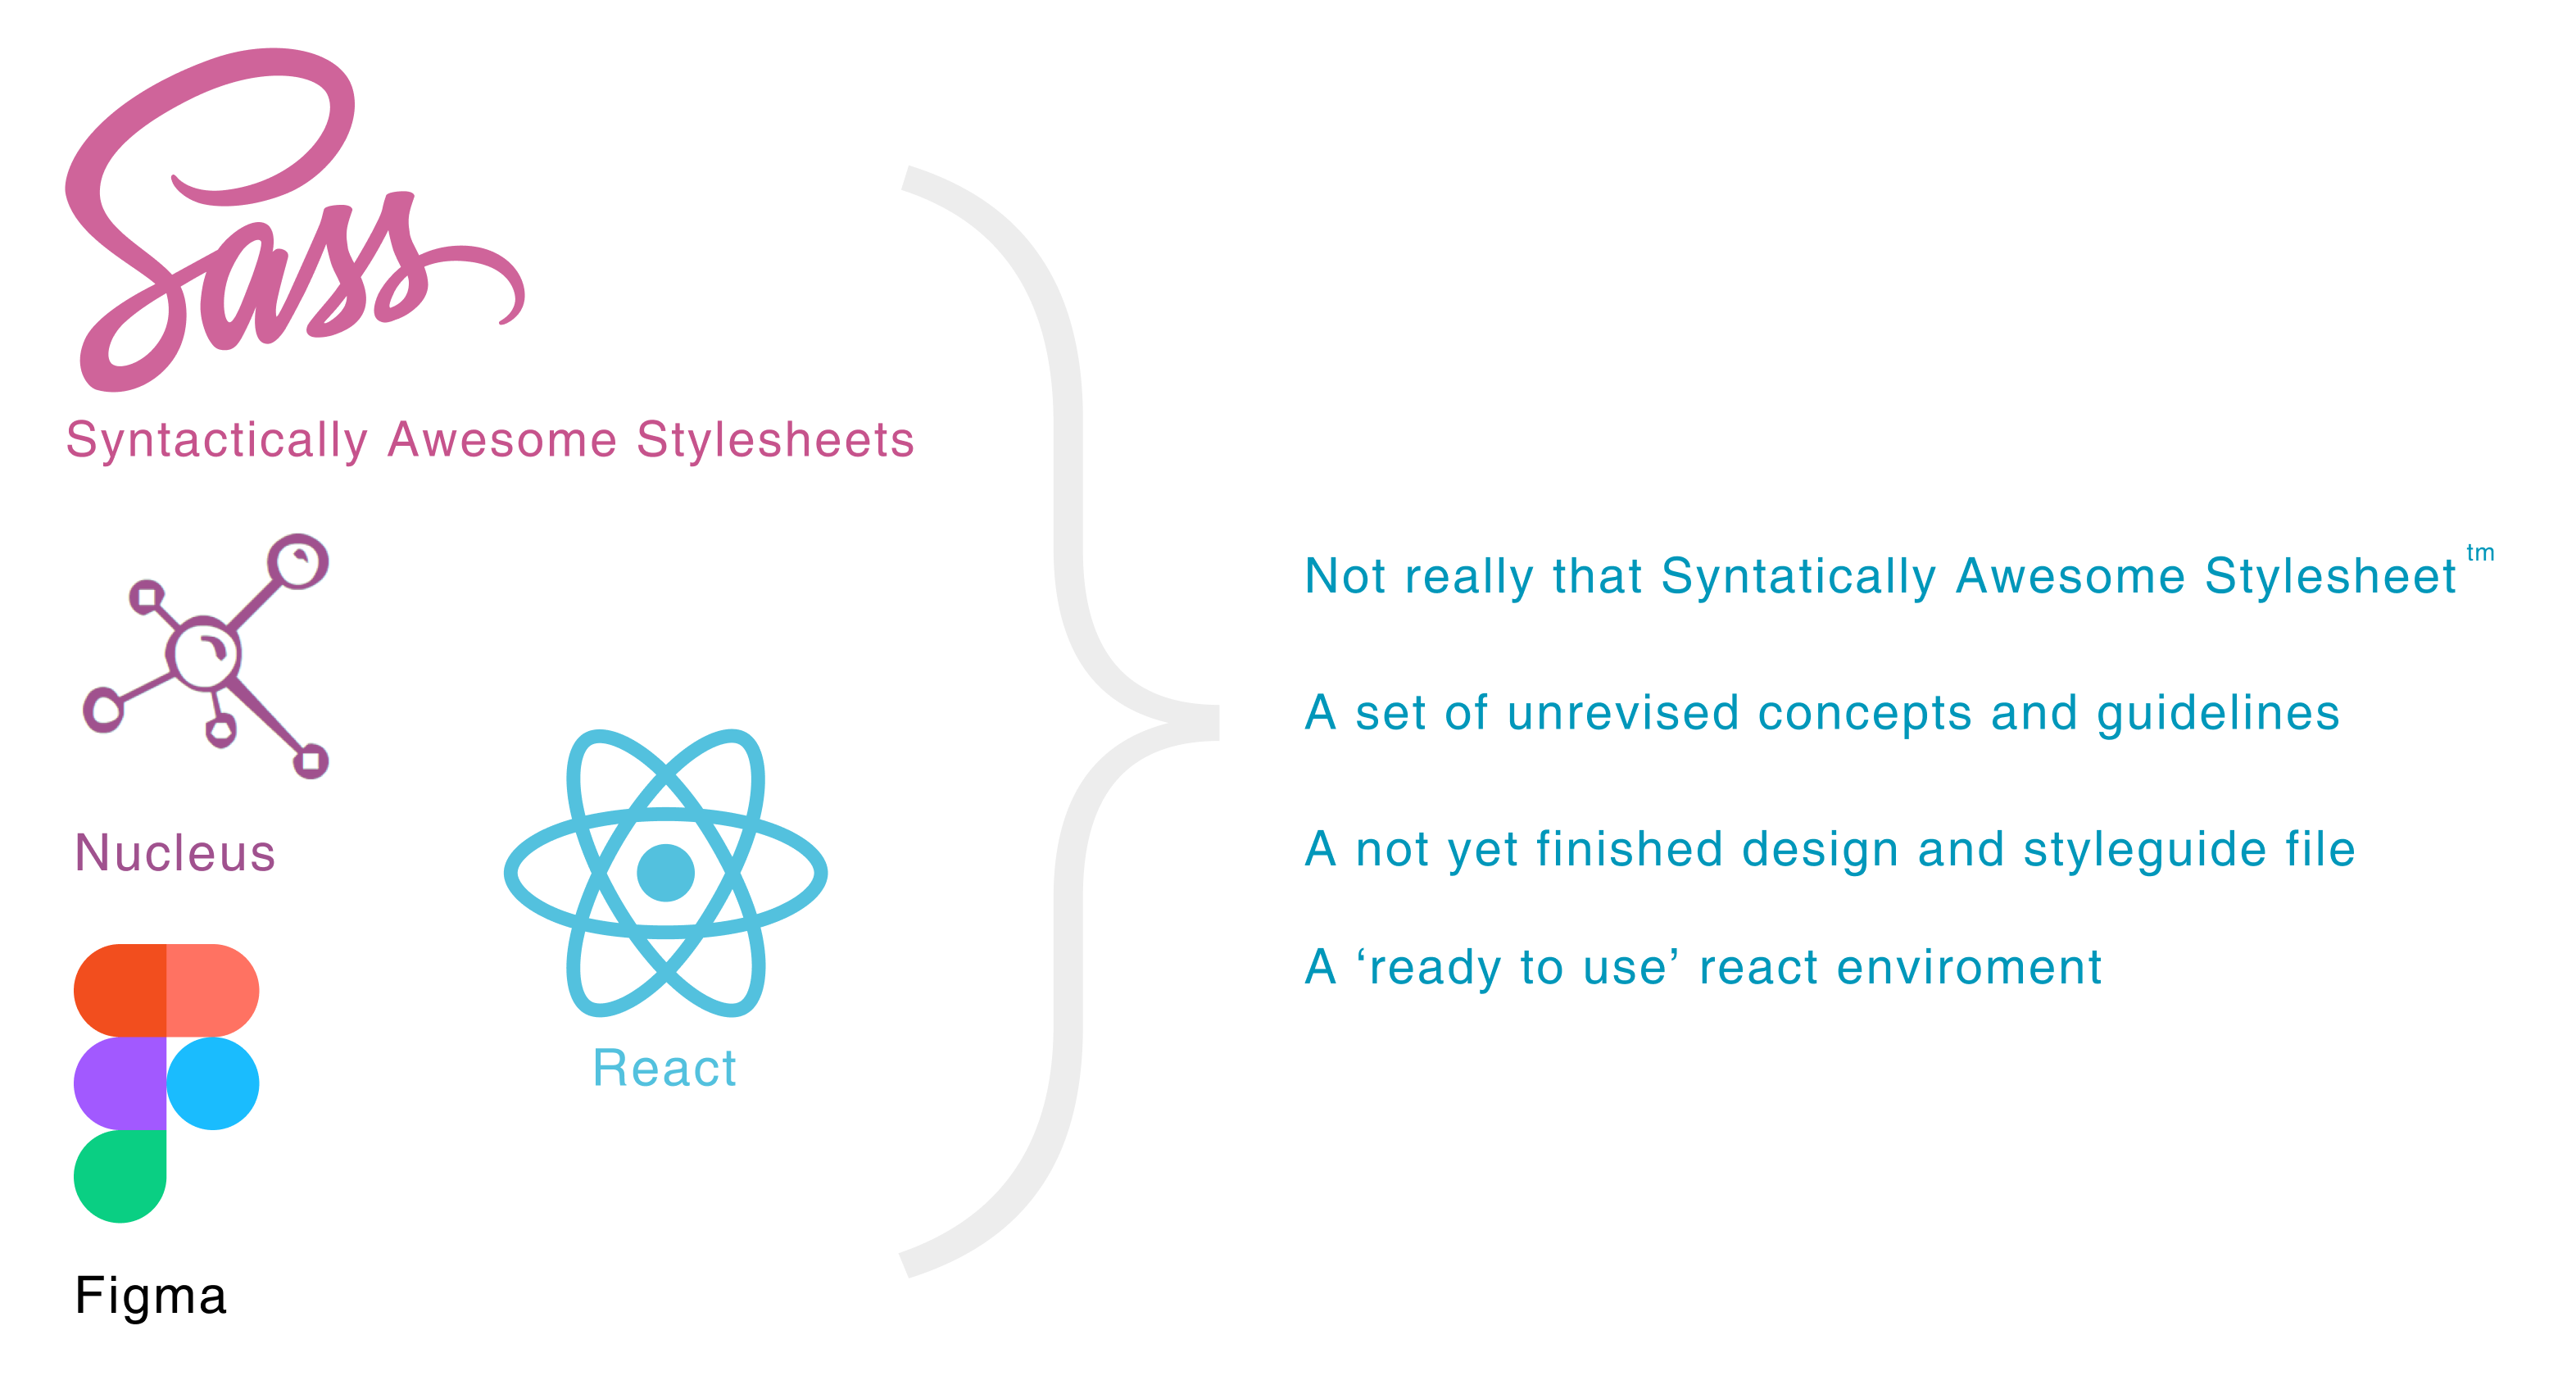 Sass
Syntactically Awesome Stylesheets
Nucleus
React
Figma
Not really that Syntatically Awesome Stylesheet tm
A set of unrevised concepts and guidelines
A not yet finished design and styleguide file
A ‘ready to use’ react enviroment